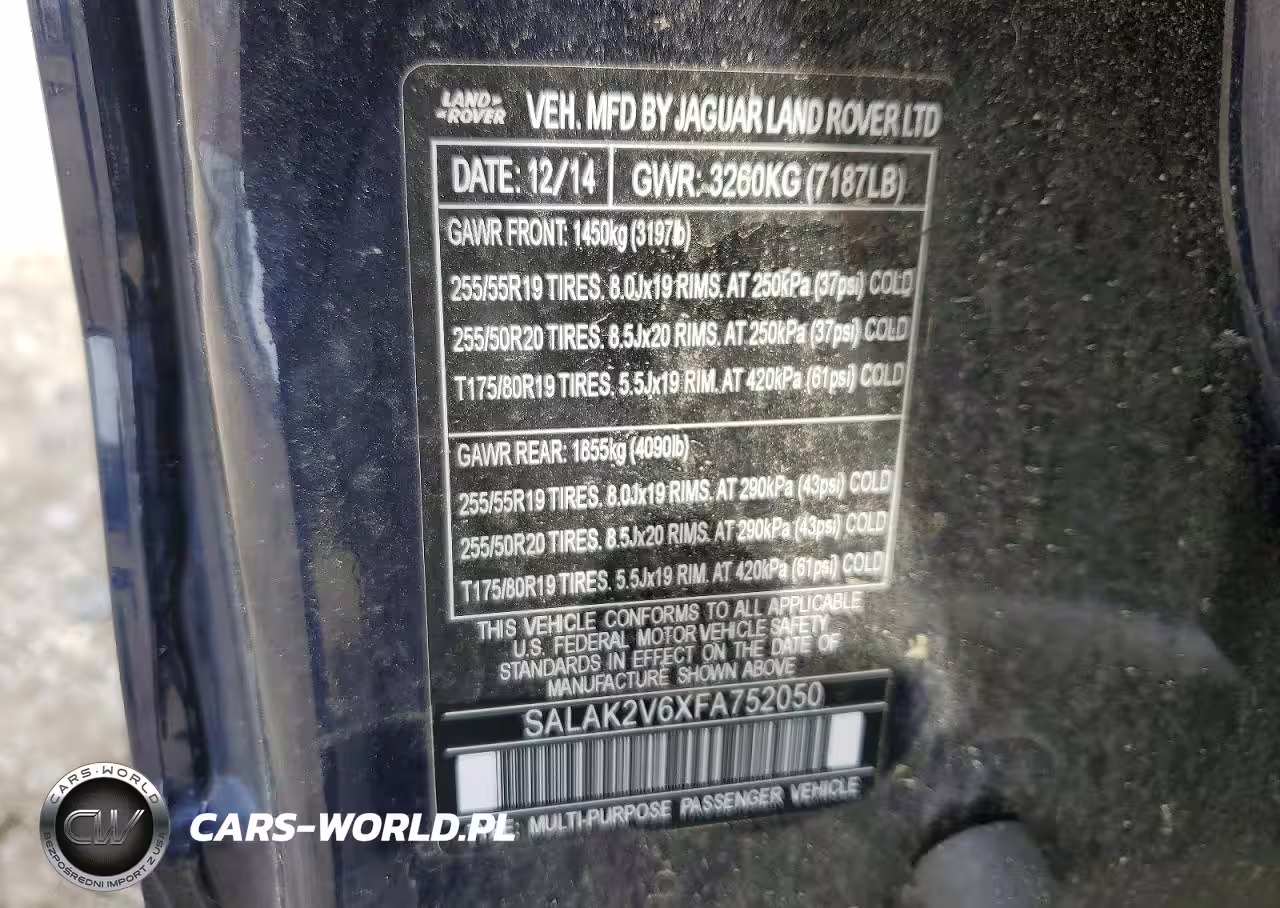 LAND-
-ROVER
VEH. MFD BY JAGUAR LAND ROVER LTD
DATE: 12/14
GWR: 3260KG (7187LB)
GAWR FRONT: 1450kg (3197lb)
255/55R19 TIRES. 8.0Jx19 RIMS. AT 250kPa (37psi) COLD
255/50R20 TIRES. 8.5Jx20 RIMS. AT 250kPa (37psi) COLD
T175/80R19 TIRES. 5.5Jx19 RIM. AT 420kPa (61psi) COLD
GAWR REAR: 1855kg (4090lb)
255/55R19 TIRES. 8.0Jx19 RIMS. AT 290kPa (43psi) COLD
255/50R20 TIRES. 8.5Jx20 RIMS. AT 290kPa (43psi) COLD
T175/80R19 TIRES. 5.5Jx19 RIM. AT 420kPa (61psi) COLD
THIS VEHICLE CONFORMS TO ALL APPLICABLE
U.S. FEDERAL MOTOR VEHICLE SAFETY
STANDARDS IN EFFECT ON THE DATE OF
MANUFACTURE SHOWN ABOVE
SALAK2V6XFA752050
MULTI-PURPOSE PASSENGER VEHICLE
CARS-WORLD
CW
BEZPOŚREDNI IMPORT Z USA
CARS-WORLD.PL